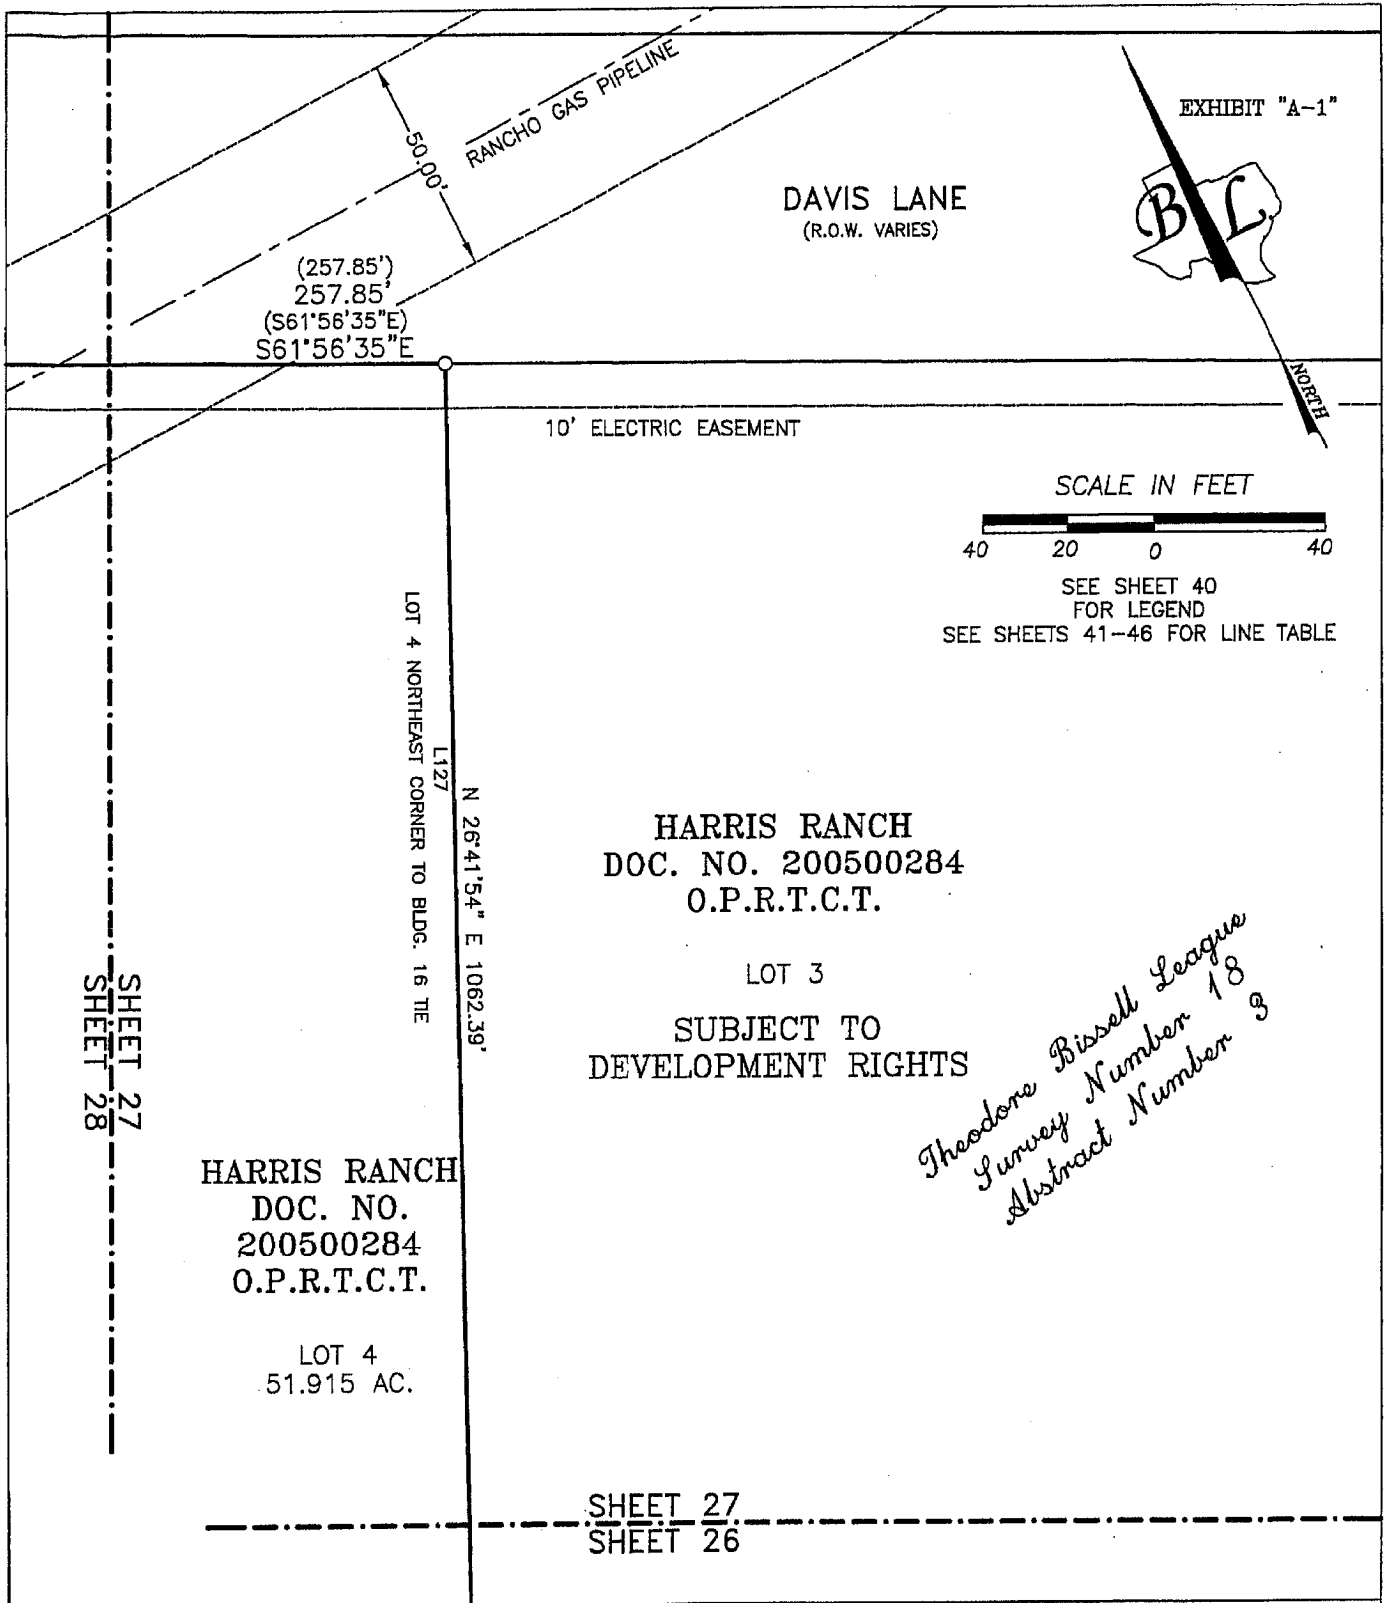 EXHIBIT "A-1"
RANCHO GAS PIPELINE
50.00'
DAVIS LANE
(R.O.W. VARIES)
B L
(257.85')
257.85'
(S61°56'35"E)
S61°56'35"E
NORTH
10' ELECTRIC EASEMENT
SCALE IN FEET
40 20 0 40
SEE SHEET 40
FOR LEGEND
SEE SHEETS 41-46 FOR LINE TABLE
LOT 4 NORTHEAST CORNER TO BLDG. 16 TIE
L127
N 26°41'54" E 1062.39'
HARRIS RANCH
DOC. NO. 200500284
O.P.R.T.C.T.
LOT 3
SUBJECT TO
DEVELOPMENT RIGHTS
Theodore Bissell League
Survey Number 18
Abstract Number 3
SHEET 27
SHEET 28
HARRIS RANCH
DOC. NO.
200500284
O.P.R.T.C.T.
LOT 4
51.915 AC.
SHEET 27
SHEET 26